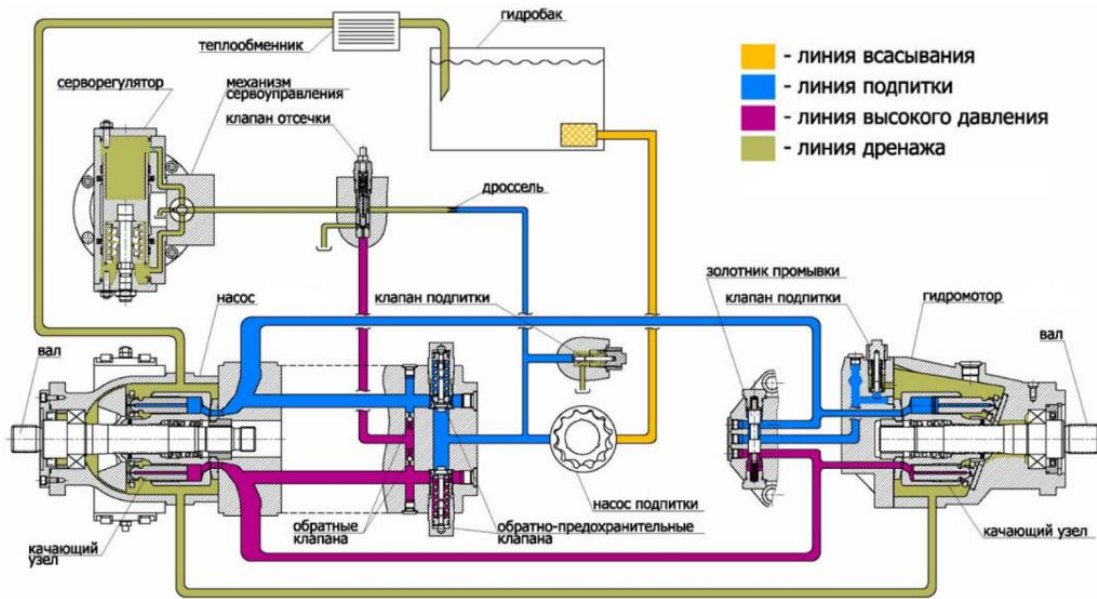 гидробак
теплообменник
- линия всасывания
- линия подпитки
- линия высокого давления
- линия дренажа
серворегулятор
механизм
сервоуправления
клапан отсечки
дроссель
золотник промывки
клапан подпитки
гидромотор
вал
насос
клапан подпитки
вал
качающий
узел
обратные
клапана
обратно-предохранительные
клапана
насос подпитки
качающий узел